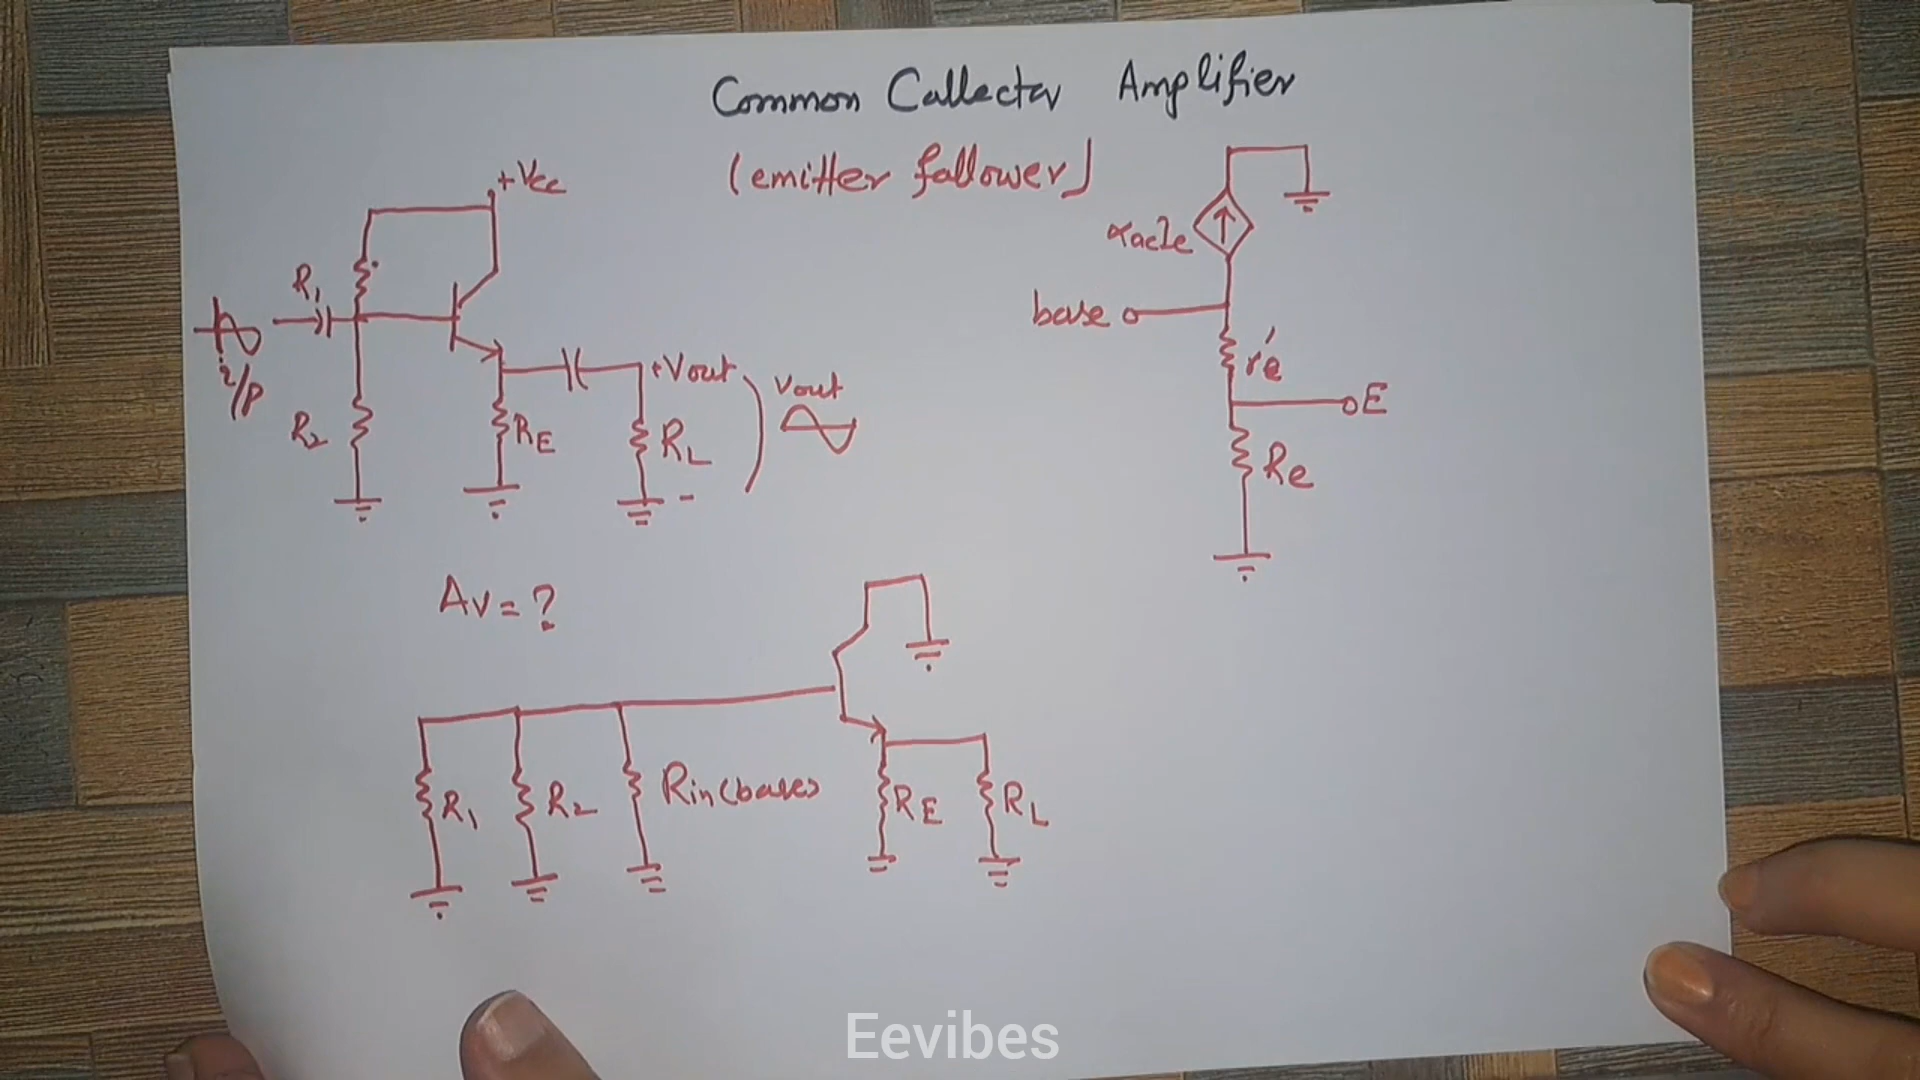 Common Collector Amplifier
(emitter follower)
+Vcc
R1
i/p
R2
RE
+Vout
RL
-
Vout
αacIe
base
r'e
E
Re
Av = ?
R1
R2
Rin(base)
RE
RL
Eevibes